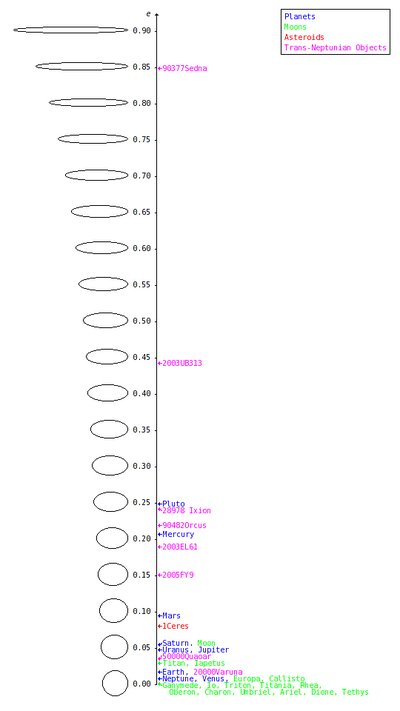 e
Planets
Moons
Asteroids
Trans-Neptunian Objects
0.90
0.85
←90377Sedna
0.80
0.75
0.70
0.65
0.60
0.55
0.50
0.45
←2003UB313
0.40
0.35
0.30
0.25
←Pluto
←28978 Ixion
←90482Orcus
←Mercury
0.20
←2003EL61
0.15
←2005FY9
0.10
←Mars
←1Ceres
0.05
←Saturn, Moon
←Uranus, Jupiter
←50000Quaoar
←Titan, Iapetus
←Earth, 20000Varuna
←Neptune, Venus, Europa, Callisto
0.00
←Ganymede, Io, Triton, Titania, Rhea,
Oberon, Charon, Umbriel, Ariel, Dione, Tethys